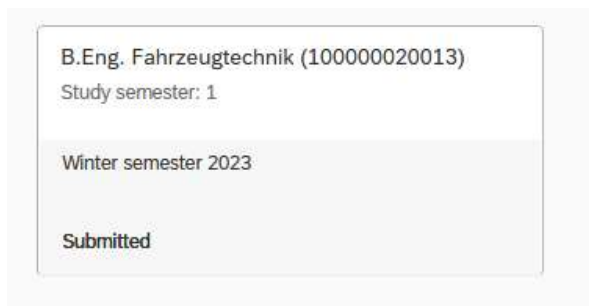 B.Eng. Fahrzeugtechnik (100000020013)
Study semester: 1
Winter semester 2023
Submitted